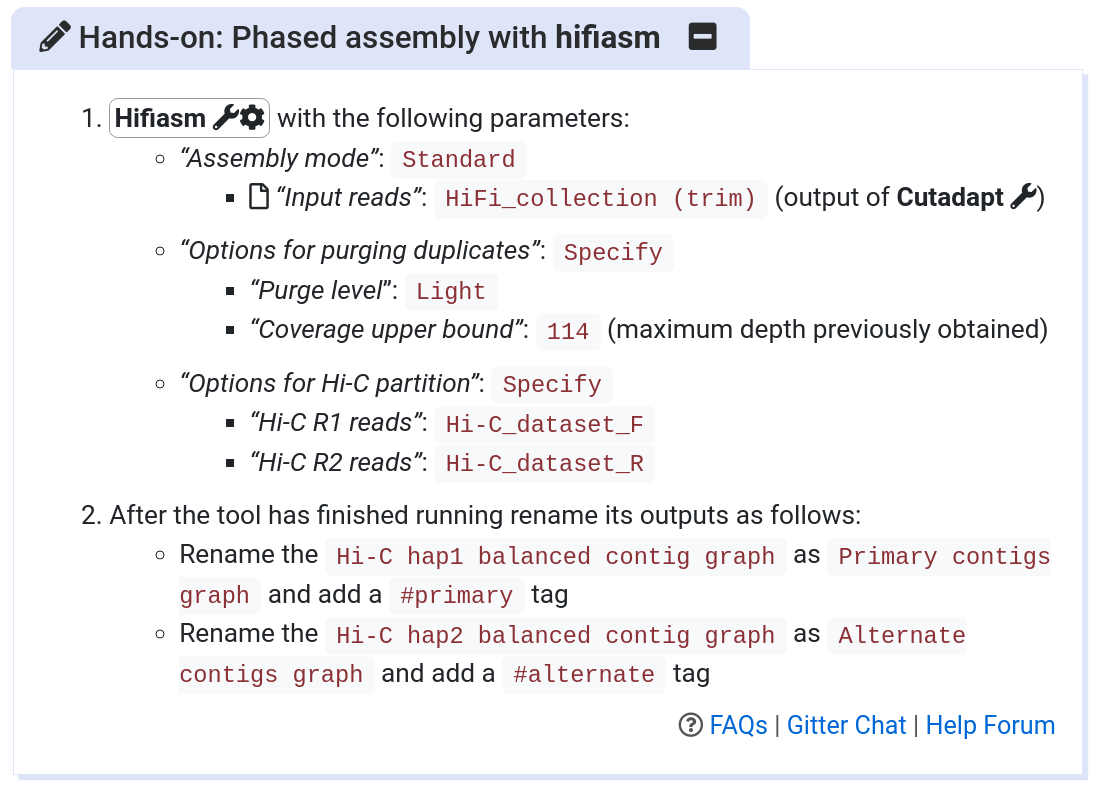 Hands-on: Phased assembly with hifiasm
1. Hifiasm with the following parameters:
“Assembly mode”: Standard
“Input reads”: HiFi_collection (trim) (output of Cutadapt )
“Options for purging duplicates”: Specify
“Purge level”: Light
“Coverage upper bound”: 114 (maximum depth previously obtained)
“Options for Hi-C partition”: Specify
“Hi-C R1 reads”: Hi-C_dataset_F
“Hi-C R2 reads”: Hi-C_dataset_R
2. After the tool has finished running rename its outputs as follows:
Rename the Hi-C hap1 balanced contig graph as Primary contigs
graph and add a #primary tag
Rename the Hi-C hap2 balanced contig graph as Alternate
contigs graph and add a #alternate tag
FAQs | Gitter Chat | Help Forum